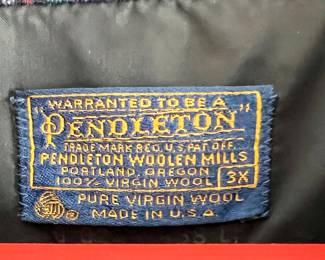 "WARRANTED TO BE A"
PENDLETON
TRADE MARK REG. U.S. PAT. OFF.
PENDLETON WOOLEN MILLS
PORTLAND, OREGON
100% VIRGIN WOOL 3X
PURE VIRGIN WOOL
MADE IN U.S.A